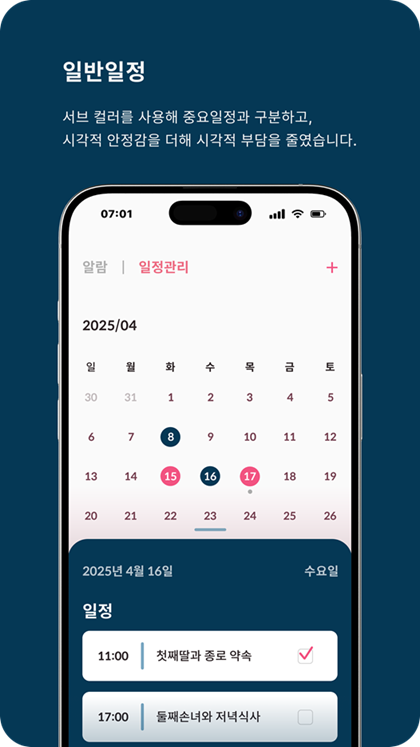 일반일정
서브 컬러를 사용해 중요일정과 구분하고,
시각적 안정감을 더해 시각적 부담을 줄였습니다.
07:01
알람 | 일정관리 +
2025/04
일 월 화 수 목 금 토
30 31 1 2 3 4 5
6 7 8 9 10 11 12
13 14 15 16 17 18 19
20 21 22 23 24 25 26
2025년 4월 16일 수요일
일정
11:00 첫째딸과 종로 약속
17:00 둘째손녀와 저녁식사